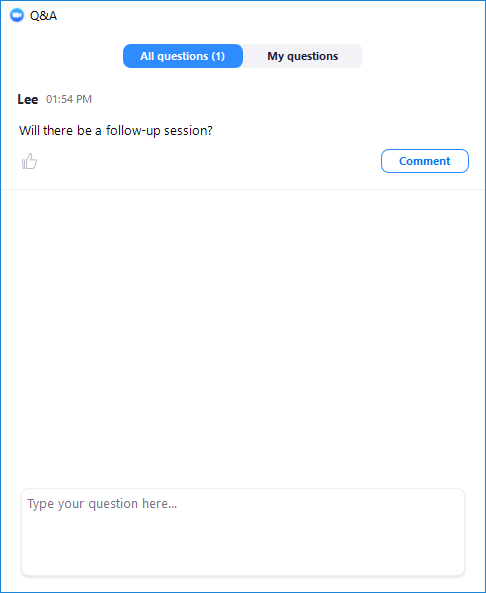 Q&A
All questions (1) My questions
Lee 01:54 PM
Will there be a follow-up session?
Comment
Type your question here...